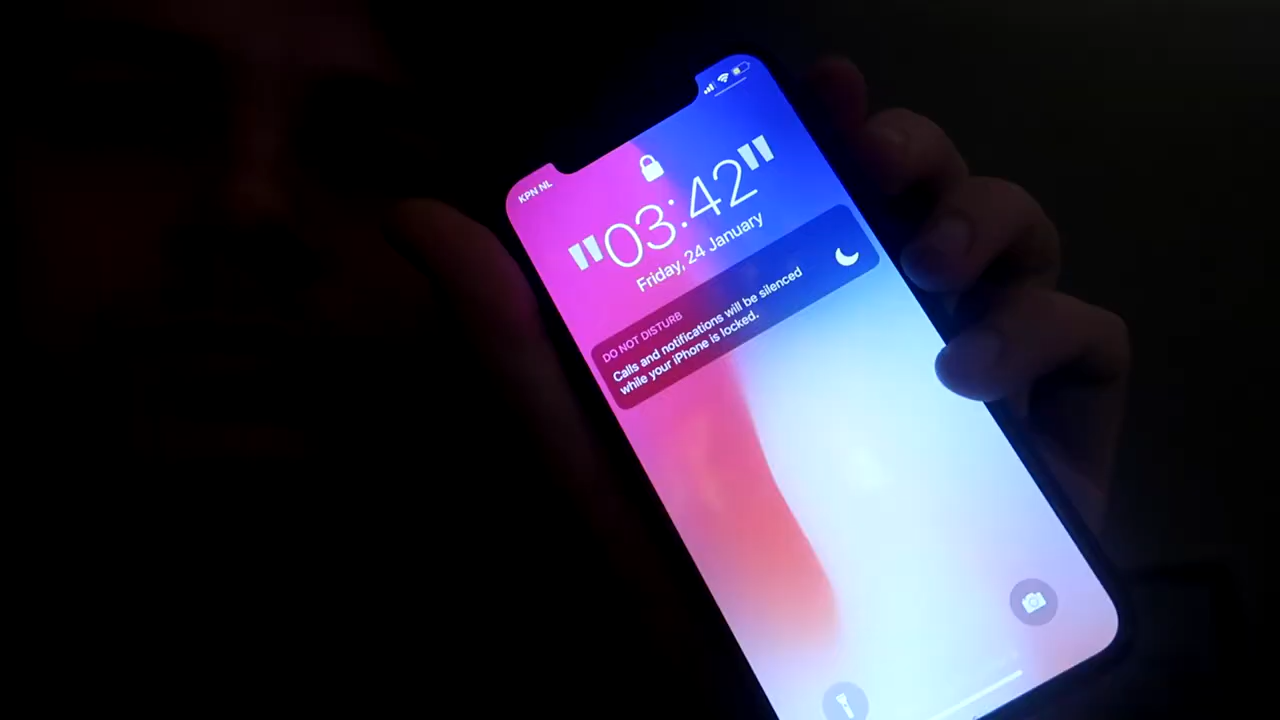 KPN NL
"03:42"
Friday, 24 January
DO NOT DISTURB
Calls and notifications will be silenced
while your iPhone is locked.